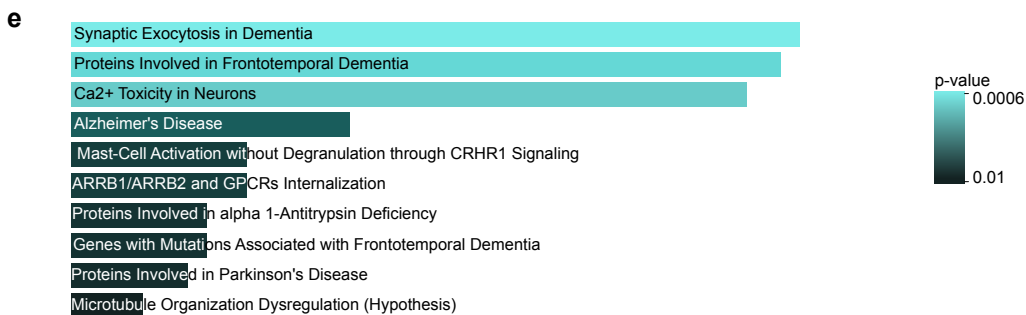 e
Synaptic Exocytosis in Dementia
Proteins Involved in Frontotemporal Dementia
Ca2+ Toxicity in Neurons
Alzheimer's Disease
Mast-Cell Activation without Degranulation through CRHR1 Signaling
ARRB1/ARRB2 and GPCRs Internalization
Proteins Involved in alpha 1-Antitrypsin Deficiency
Genes with Mutations Associated with Frontotemporal Dementia
Proteins Involved in Parkinson's Disease
Microtubule Organization Dysregulation (Hypothesis)
p-value
0.0006
0.01